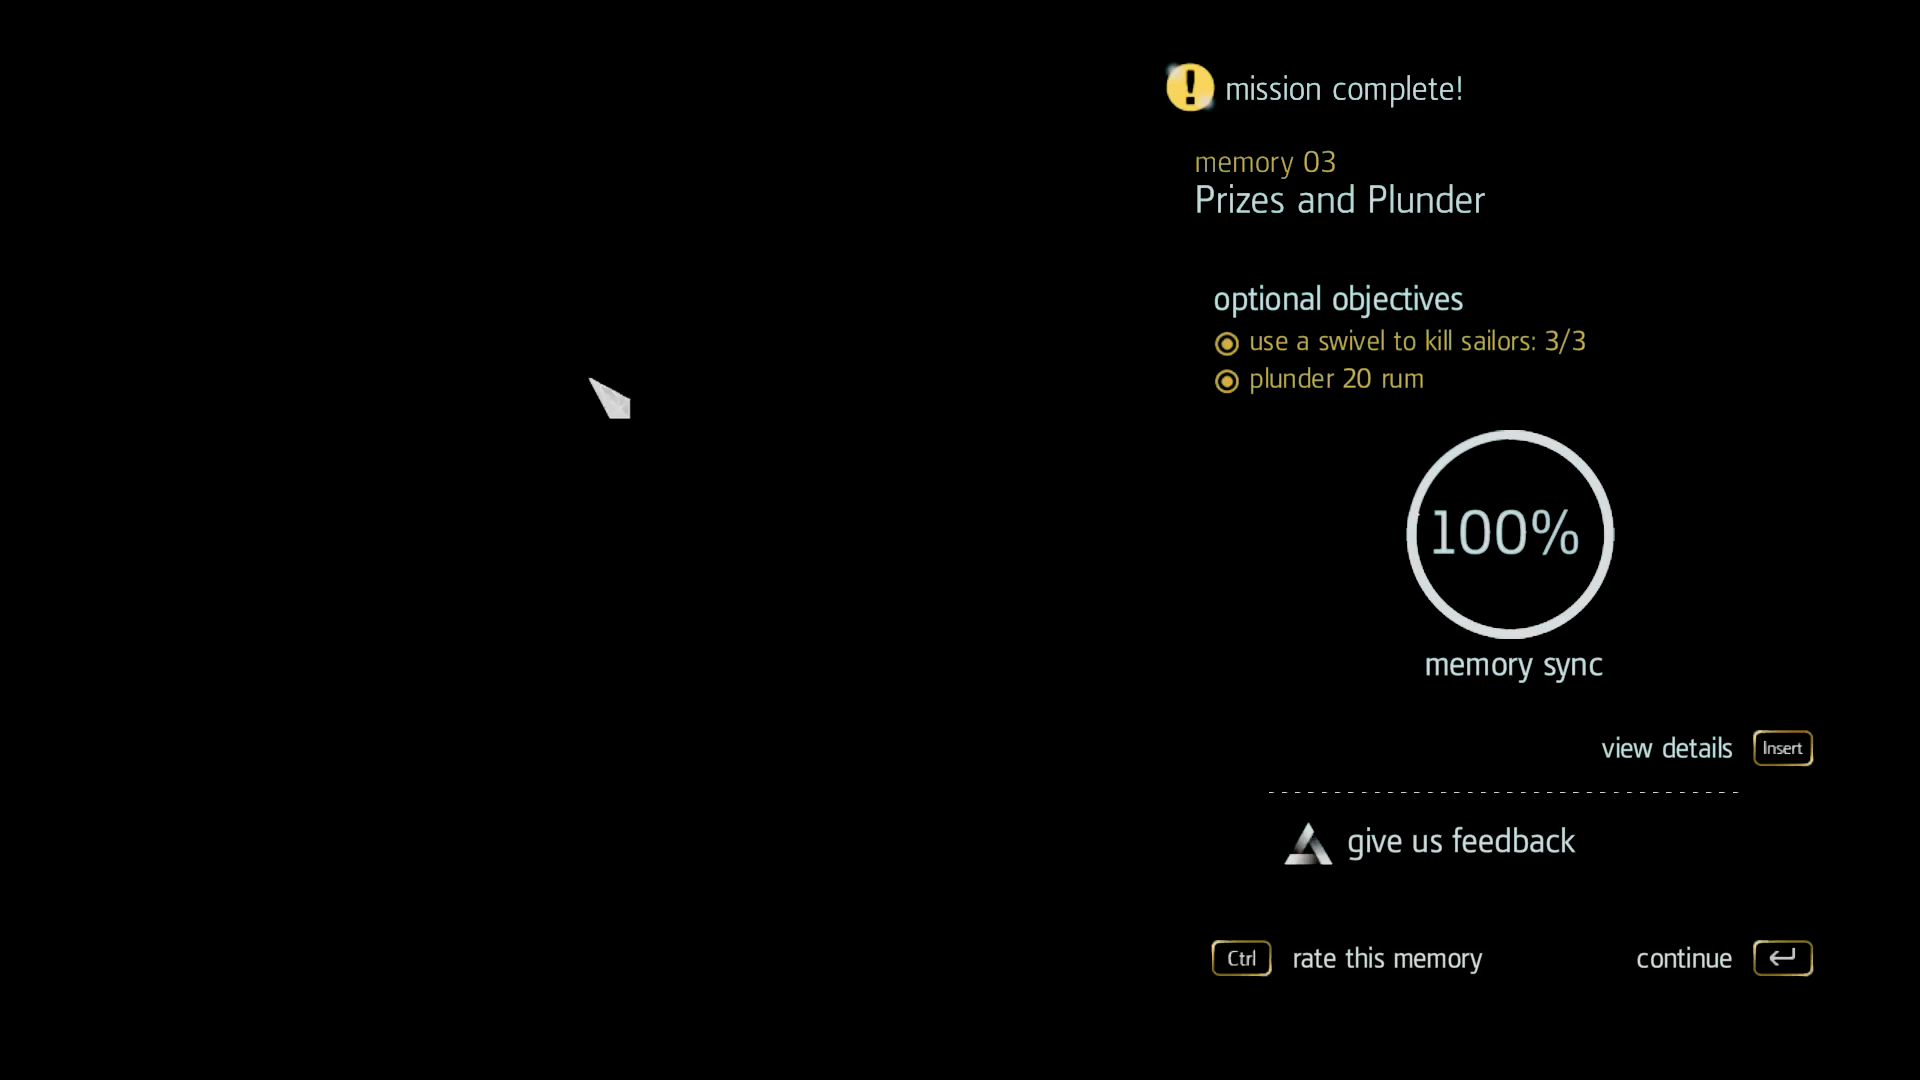 ! mission complete!
memory 03
Prizes and Plunder
optional objectives
use a swivel to kill sailors: 3/3
plunder 20 rum
100%
memory sync
view details Insert
give us feedback
Ctrl rate this memory continue